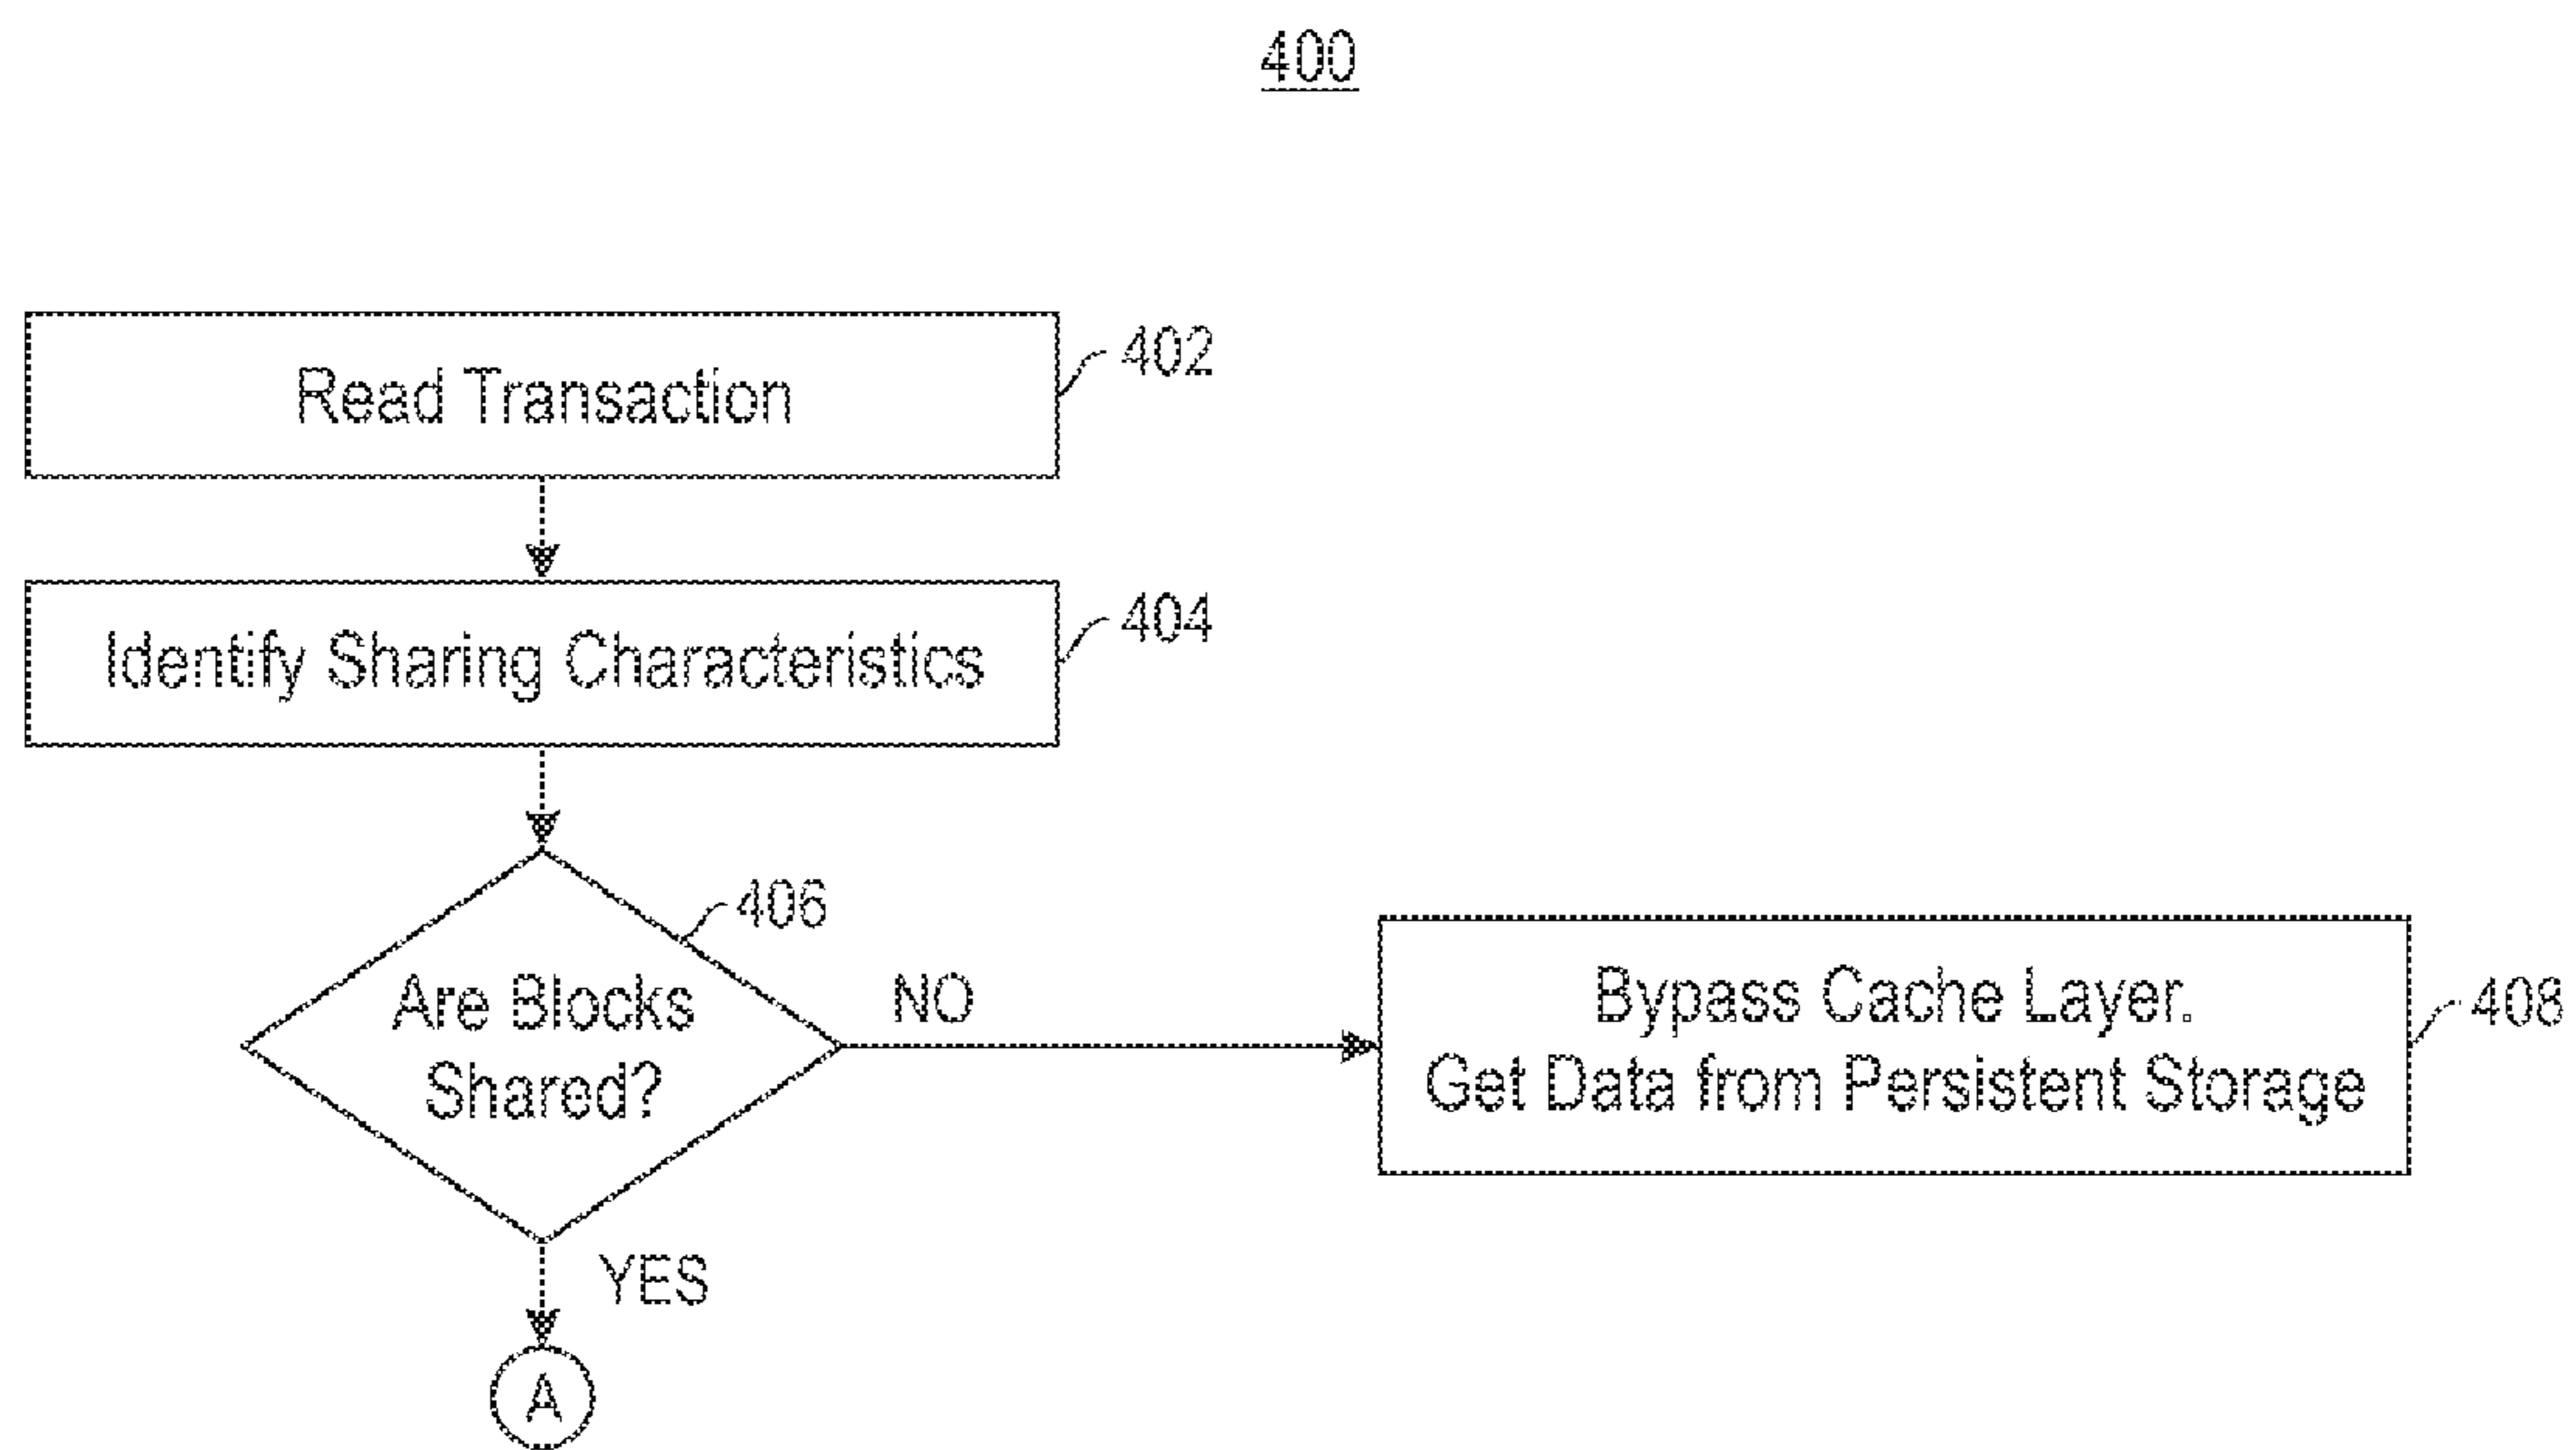 400
Read Transaction
402
Identify Sharing Characteristics
404
406
Are Blocks
Shared?
NO
Bypass Cache Layer.
Get Data from Persistent Storage
408
YES
A